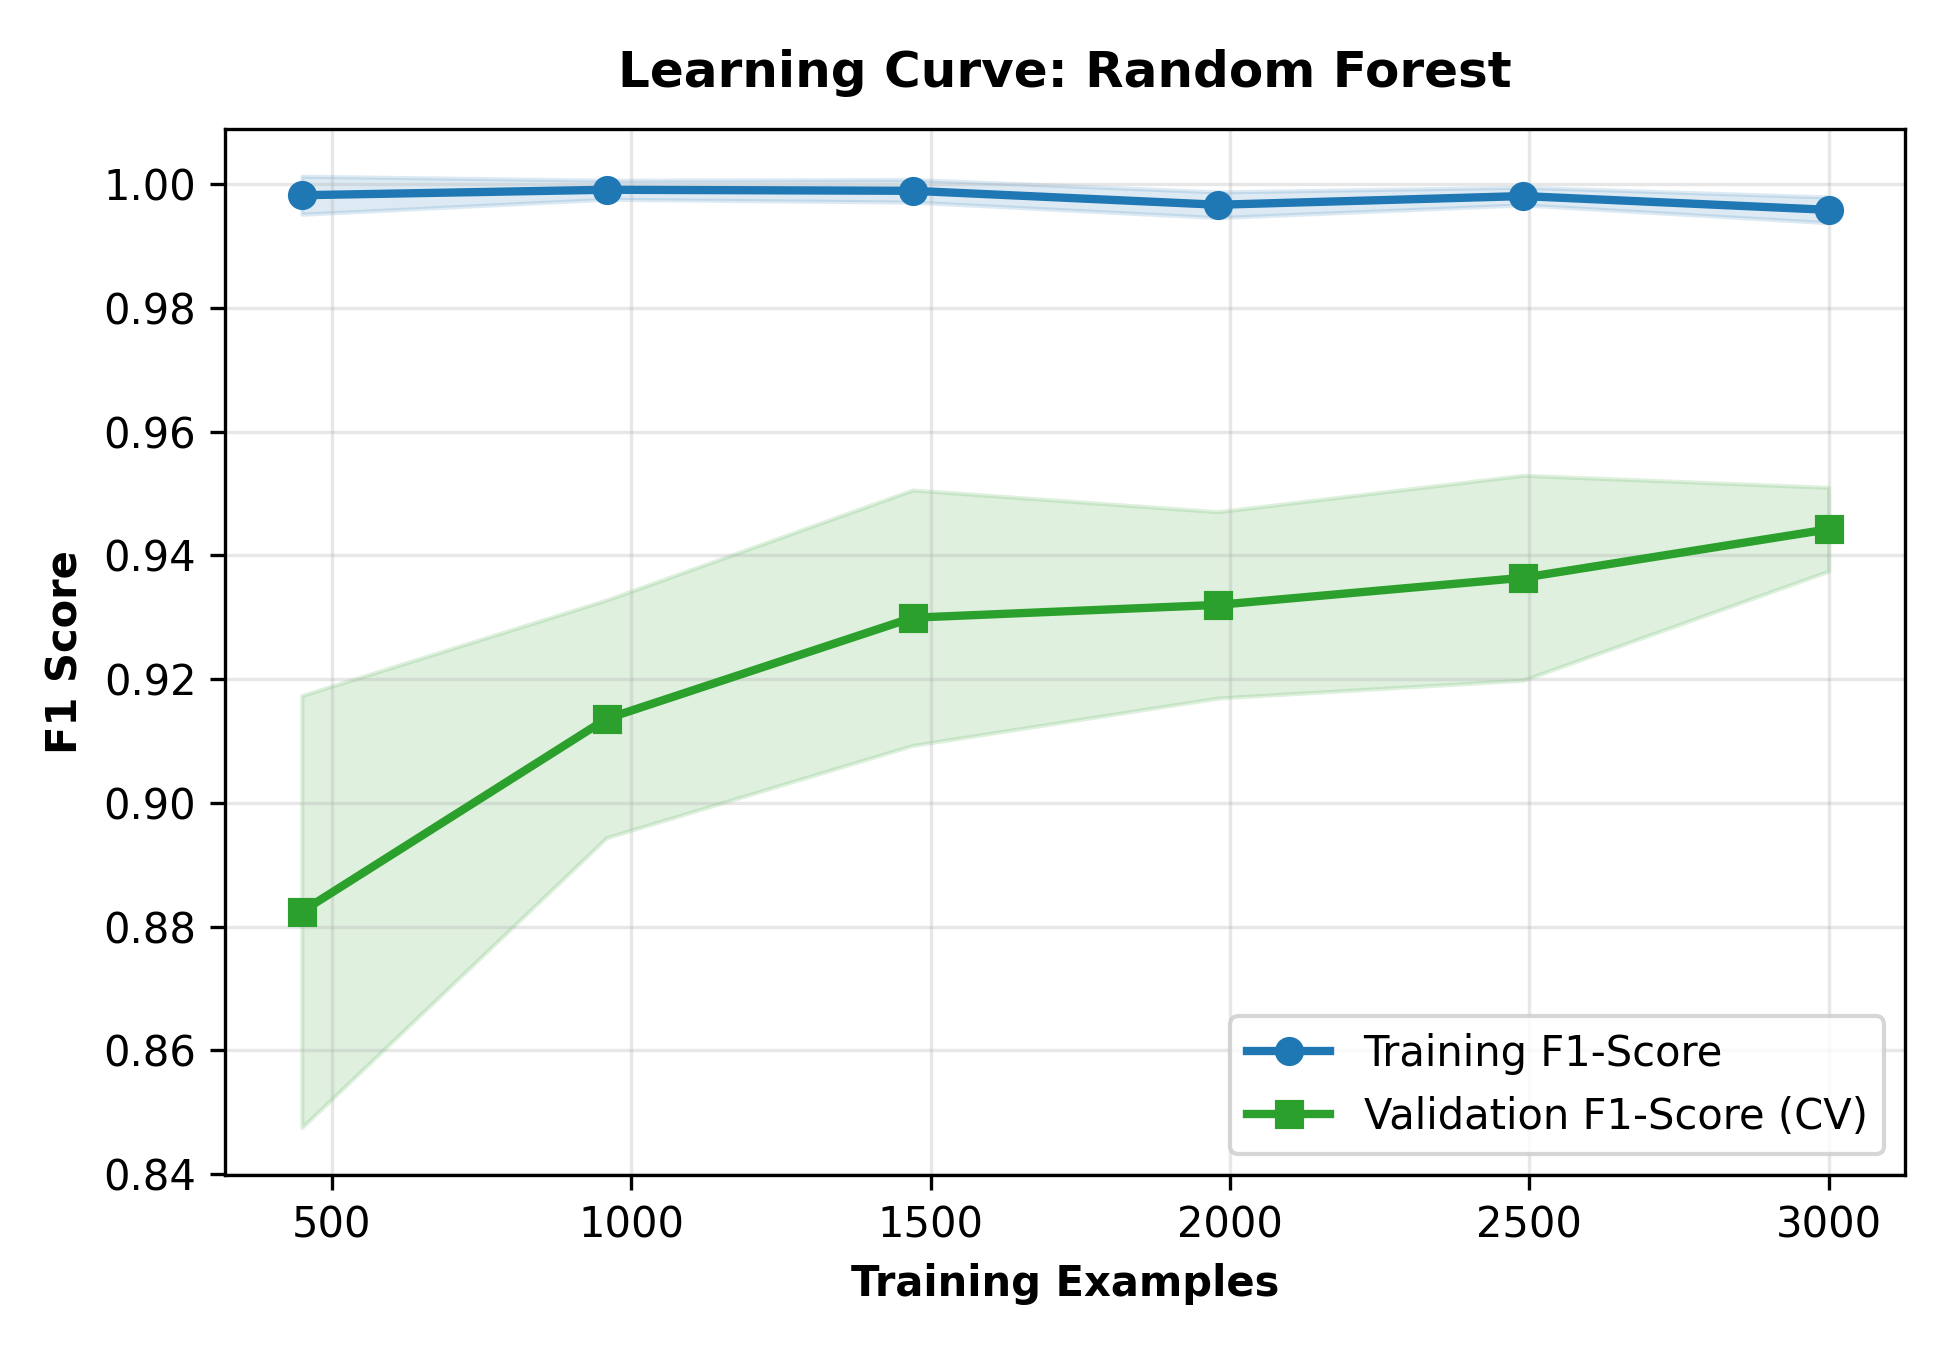 Learning Curve: Random Forest
1.00
0.98
0.96
0.94
0.92
0.90
0.88
0.86
0.84
F1 Score
Training F1-Score
Validation F1-Score (CV)
500 1000 1500 2000 2500 3000
Training Examples